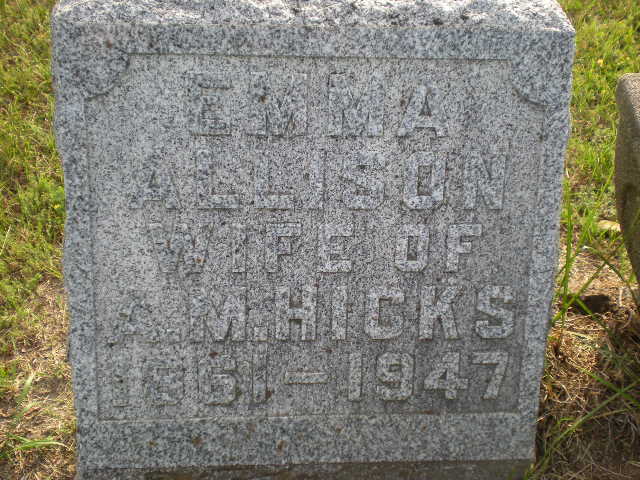 EMMA
ALLISON
WIFE OF
A.M. HICKS
1861-1947